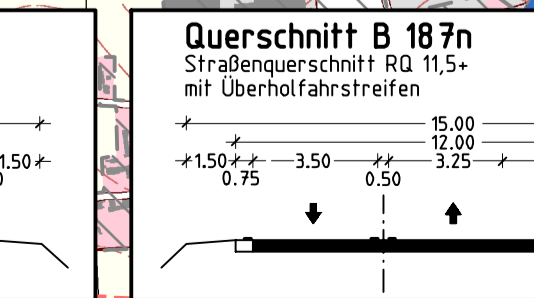 Querschnitt B 187n
Straßenquerschnitt RQ 11,5+
mit Überholfahrstreifen
15.00
12.00
1.50
1.50 3.50 3.25
0.75 0.50